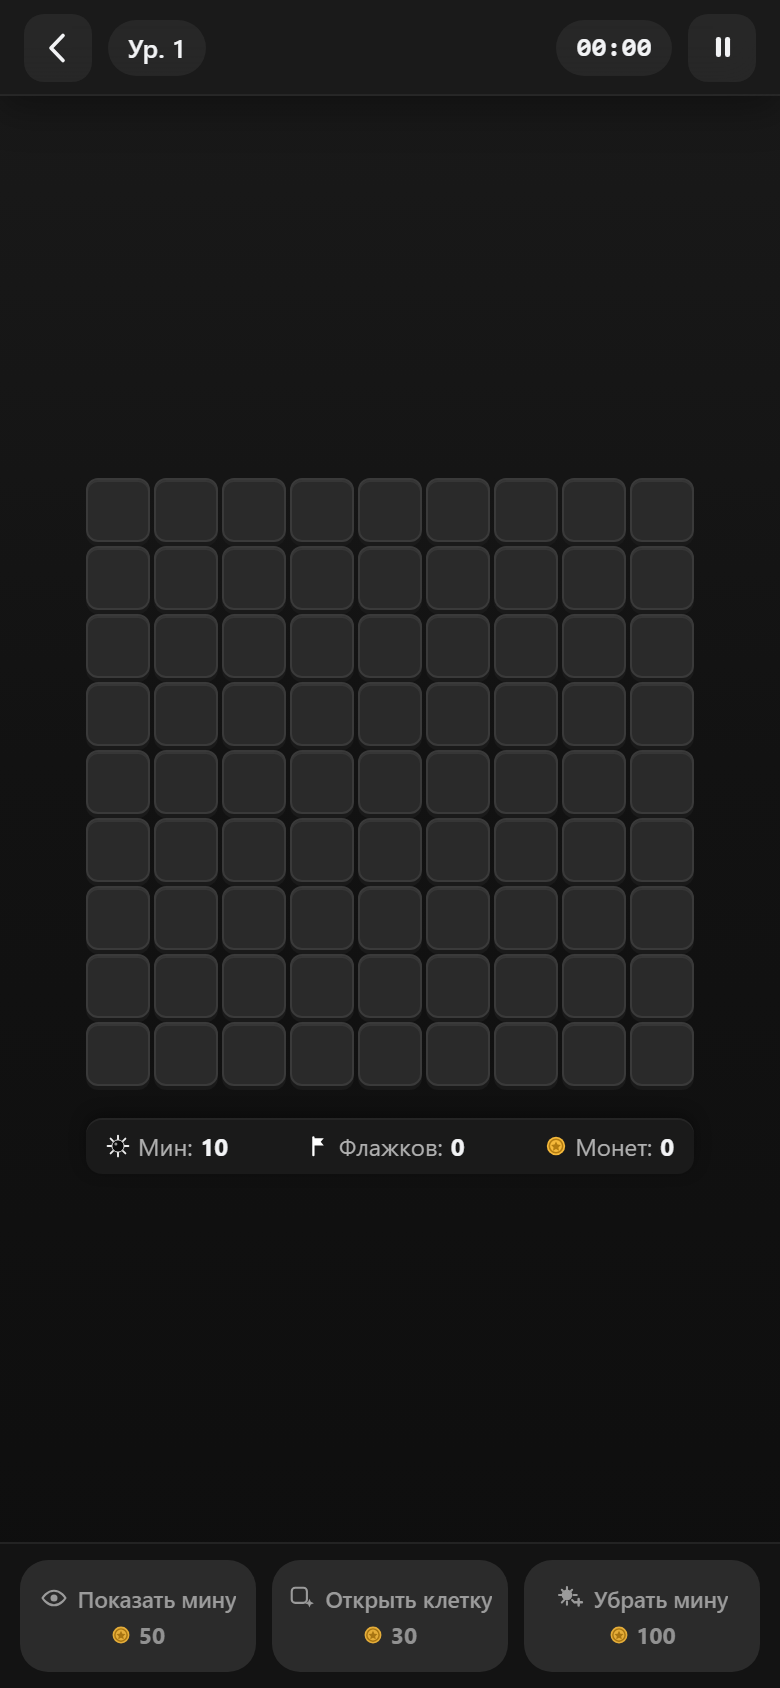 Ур. 1
00:00
Мин: 10
Флажков: 0
Монет: 0
Показать мину
50
Открыть клетку
30
Убрать мину
100